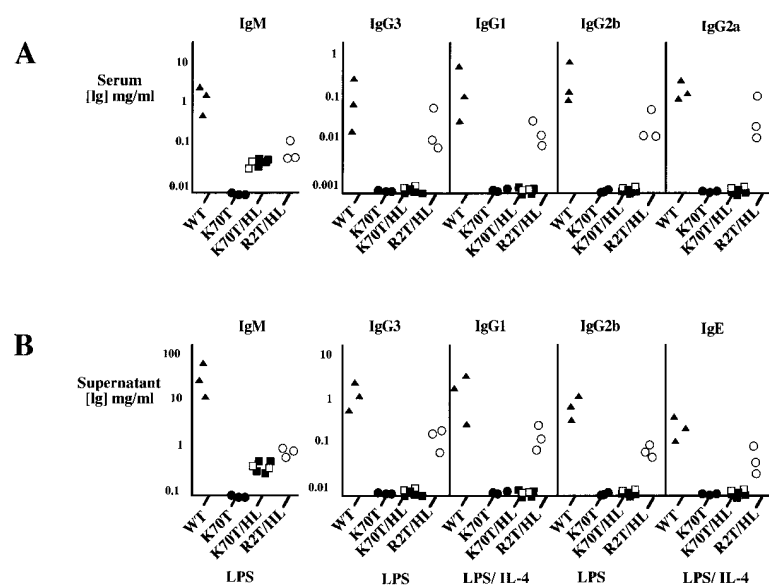 A
IgM IgG3 IgG1 IgG2b IgG2a
Serum
[Ig] mg/ml
10
1
0.1
0.01
1
0.1
0.01
0.001
WT K70T K70T/HL R2T/HL WT K70T K70T/HL R2T/HL WT K70T K70T/HL R2T/HL WT K70T K70T/HL R2T/HL WT K70T K70T/HL R2T/HL
B
IgM IgG3 IgG1 IgG2b IgE
Supernatant
[Ig] mg/ml
100
10
1
0.1
10
1
0.1
0.01
WT K70T K70T/HL R2T/HL WT K70T K70T/HL R2T/HL WT K70T K70T/HL R2T/HL WT K70T K70T/HL R2T/HL WT K70T K70T/HL R2T/HL
LPS LPS LPS/ IL-4 LPS LPS/ IL-4